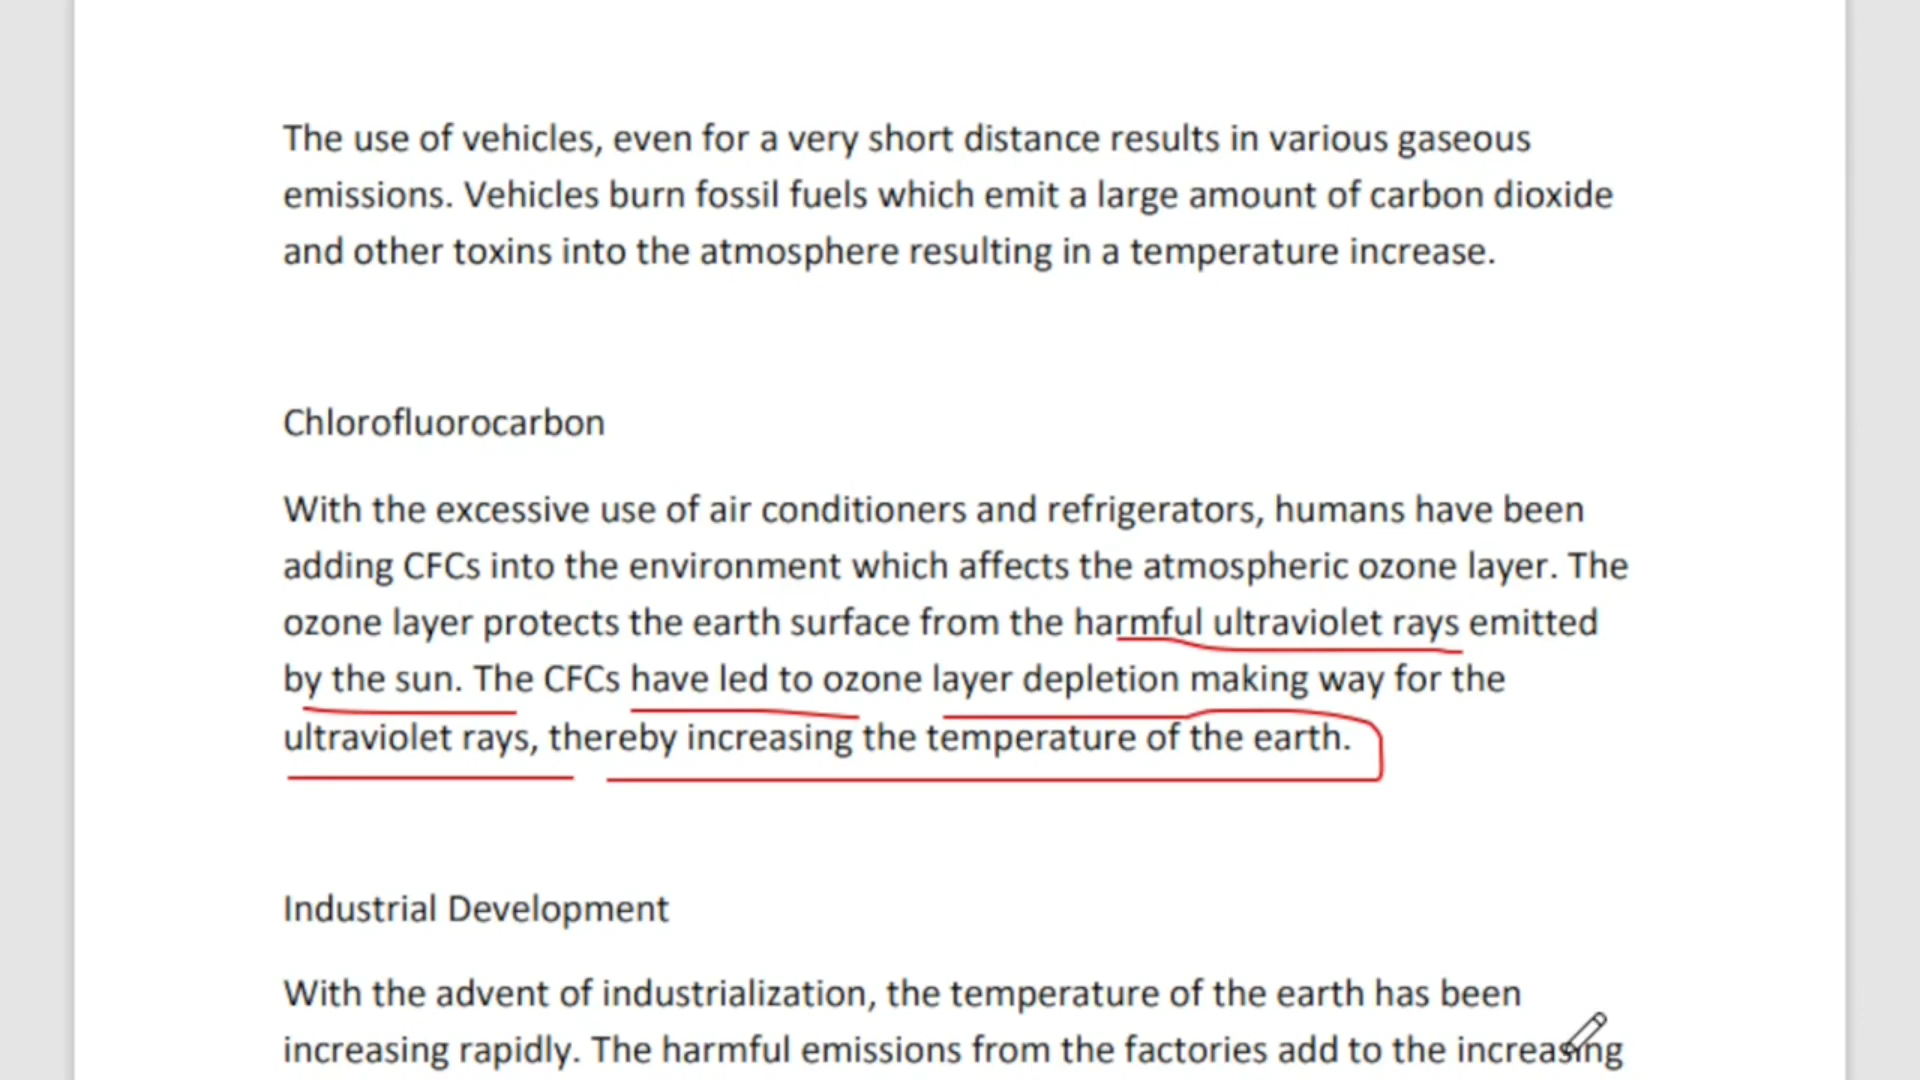 The use of vehicles, even for a very short distance results in various gaseous
emissions. Vehicles burn fossil fuels which emit a large amount of carbon dioxide
and other toxins into the atmosphere resulting in a temperature increase.
Chlorofluorocarbon
With the excessive use of air conditioners and refrigerators, humans have been
adding CFCs into the environment which affects the atmospheric ozone layer. The
ozone layer protects the earth surface from the harmful ultraviolet rays emitted
by the sun. The CFCs have led to ozone layer depletion making way for the
ultraviolet rays, thereby increasing the temperature of the earth.
Industrial Development
With the advent of industrialization, the temperature of the earth has been
increasing rapidly. The harmful emissions from the factories add to the increasing